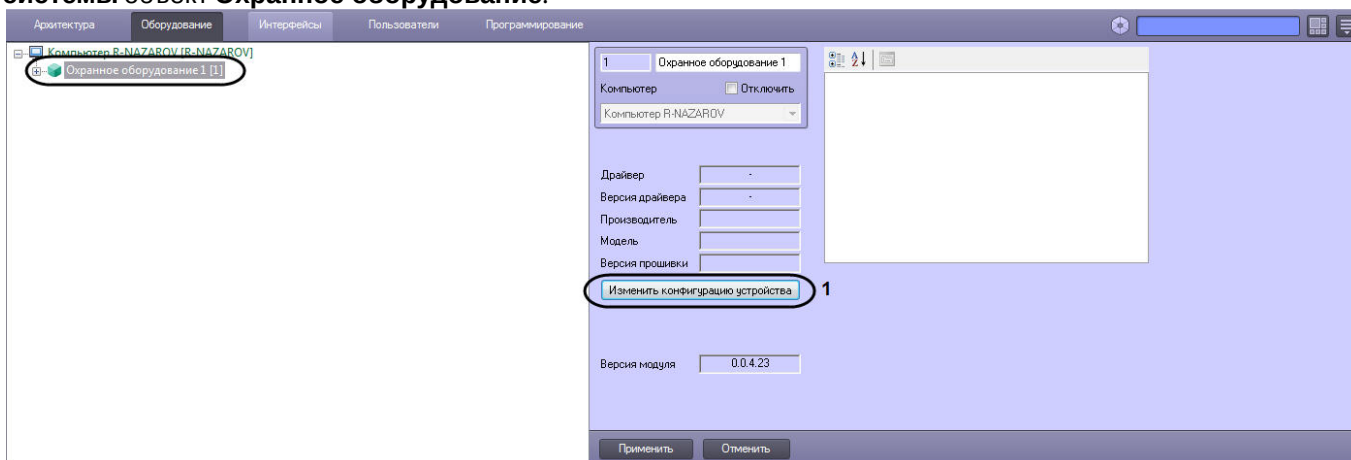 системы объект Охранное оборудование.
Архитектура Оборудование Интерфейсы Пользователи Программирование
Компьютер R-NAZAROV [R-NAZAROV]
Охранное оборудование 1 [1]
1 Охранное оборудование 1
Компьютер Отключить
Компьютер R-NAZAROV
Драйвер -
Версия драйвера -
Производитель
Модель
Версия прошивки
Изменить конфигурацию устройства 1
Версия модуля 0.0.4.23
Применить Отменить